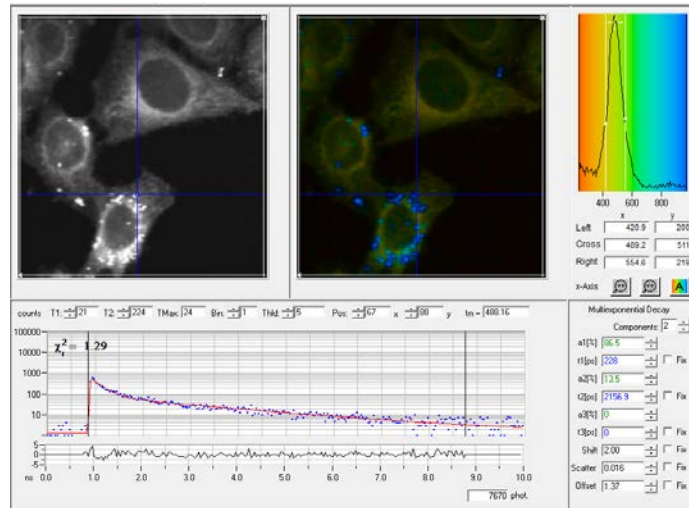 400 600 800
x y
Left 420.9 200
Cross 489.2 511
Right 554.6 219
x-Axis A
counts T1: 21 T2: 224 TMax: 24 Bin: 1 Thld: 5 Pos: 67 x 88 y tm = 488.16
100000
χr² = 1.29
10000
1000
100
10
5
0
-5
ns 0.0 1.0 2.0 3.0 4.0 5.0 6.0 7.0 8.0 9.0 10.0
7670 phot.
Multiexponential Decay
Components: 2
a1[%] 86.5
t1[ps] 228 Fix
a2[%] 13.5
t2[ps] 2156.9 Fix
a3[%] 0
t3[ps] 0 Fix
Shift 2.00 Fix
Scatter 0.016 Fix
Offset 1.37 Fix